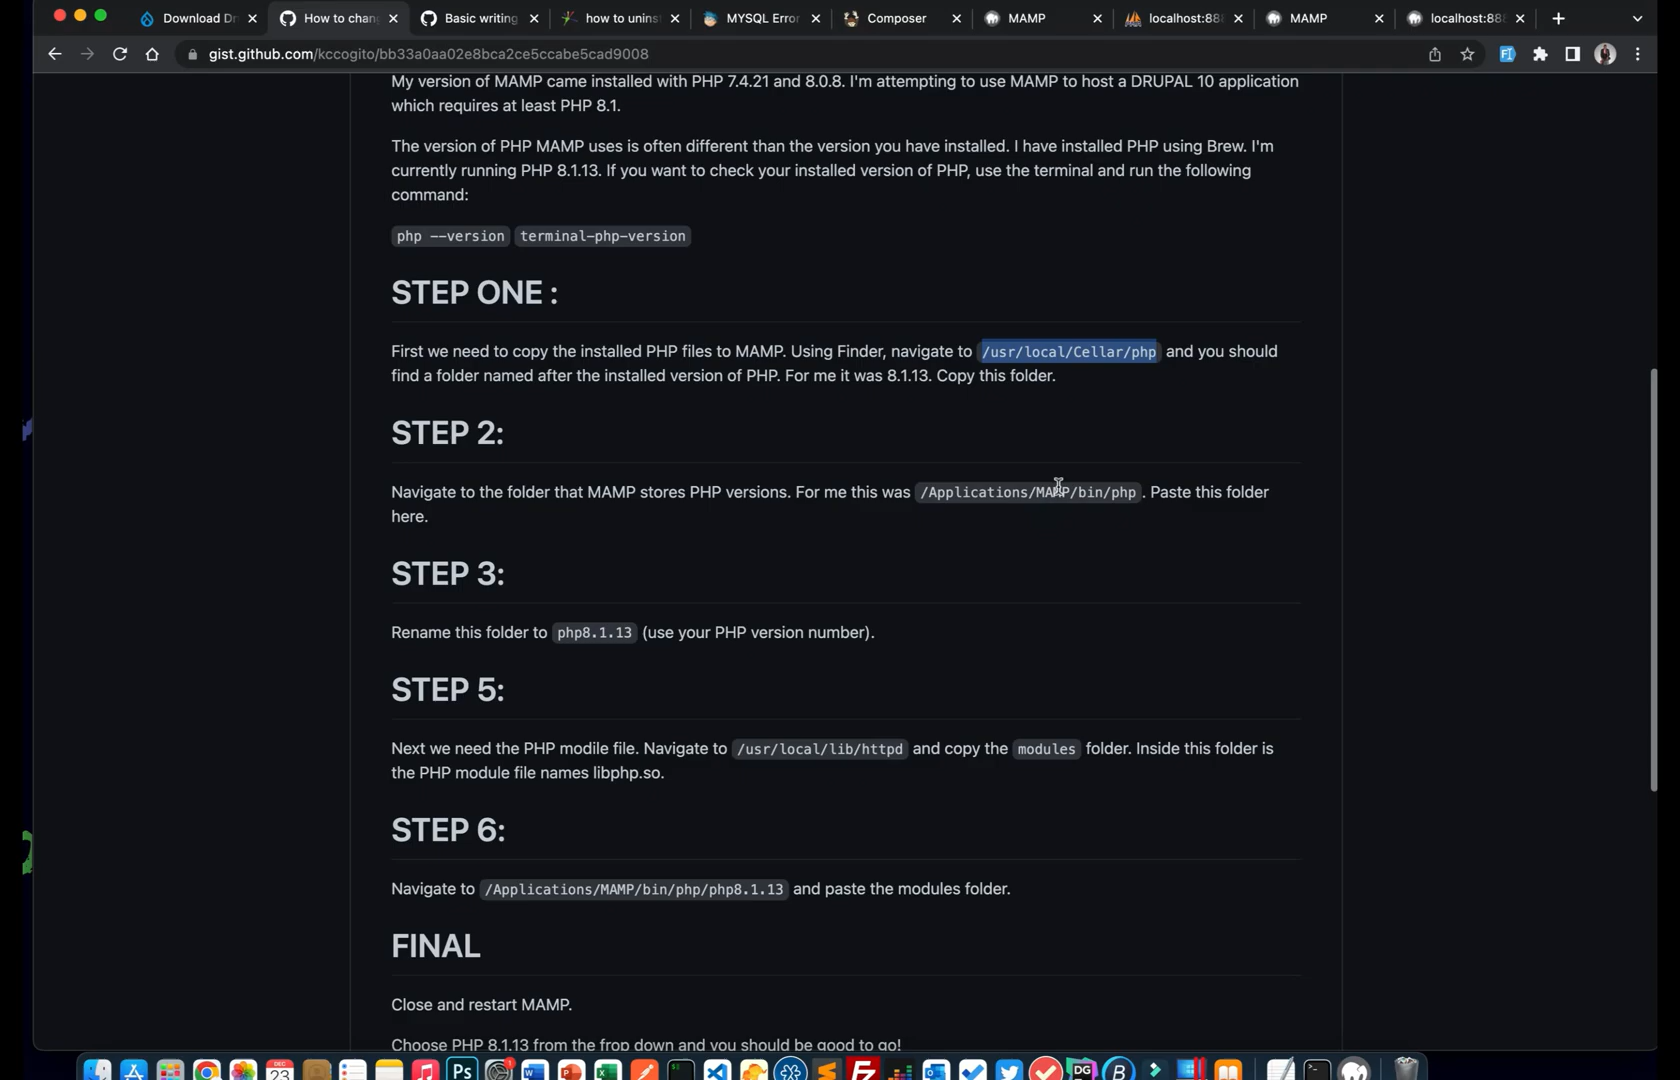 Download Dr
How to chan
Basic writing
how to unins
MYSQL Error
Composer
MAMP
localhost:888
MAMP
localhost:888
gist.github.com/kccogito/bb33a0aa02e8bca2ce5ccabe5cad9008
My version of MAMP came installed with PHP 7.4.21 and 8.0.8. I'm attempting to use MAMP to host a DRUPAL 10 application
which requires at least PHP 8.1.
The version of PHP MAMP uses is often different than the version you have installed. I have installed PHP using Brew. I'm
currently running PHP 8.1.13. If you want to check your installed version of PHP, use the terminal and run the following
command:
php --version terminal-php-version
STEP ONE :
First we need to copy the installed PHP files to MAMP. Using Finder, navigate to /usr/local/Cellar/php and you should
find a folder named after the installed version of PHP. For me it was 8.1.13. Copy this folder.
STEP 2:
Navigate to the folder that MAMP stores PHP versions. For me this was /Applications/MAMP/bin/php. Paste this folder
here.
STEP 3:
Rename this folder to php8.1.13 (use your PHP version number).
STEP 5:
Next we need the PHP modile file. Navigate to /usr/local/lib/httpd and copy the modules folder. Inside this folder is
the PHP module file names libphp.so.
STEP 6:
Navigate to /Applications/MAMP/bin/php/php8.1.13 and paste the modules folder.
FINAL
Close and restart MAMP.
Choose PHP 8.1.13 from the frop down and you should be good to go!
DEC
23
Ps
1
W
P
X
DG
B